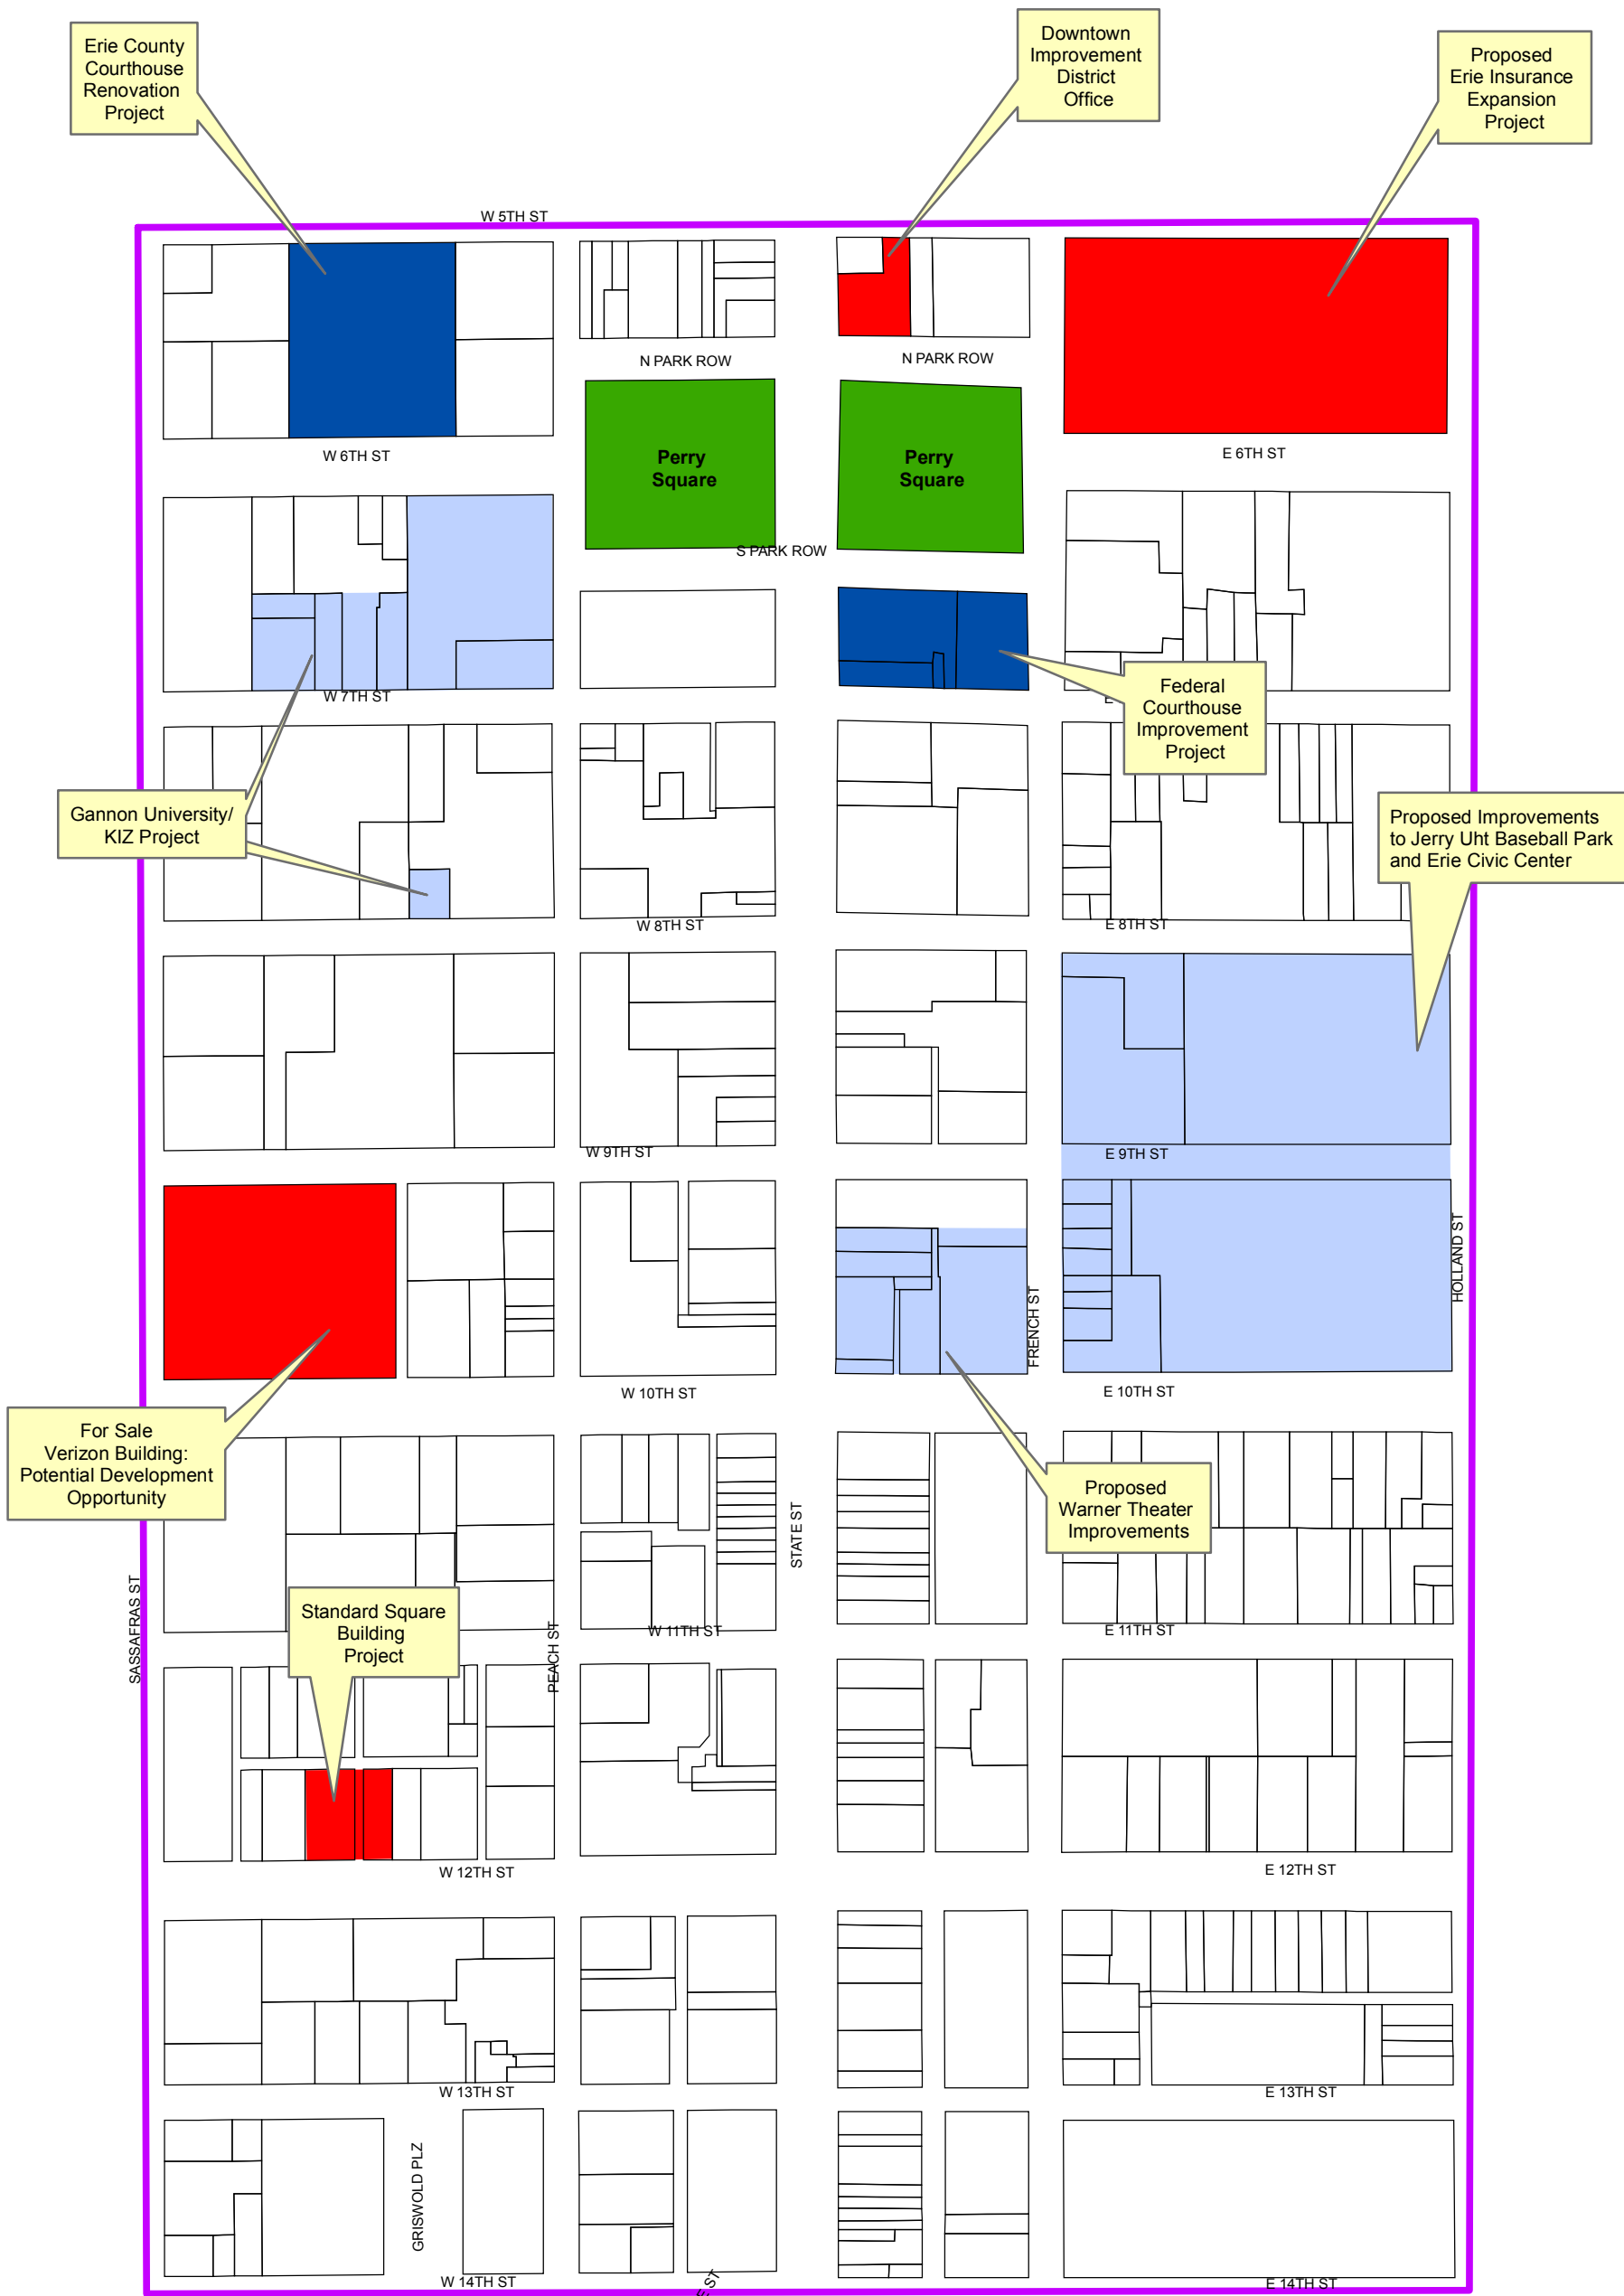 Erie County
Courthouse
Renovation
Project
Downtown
Improvement
District
Office
Proposed
Erie Insurance
Expansion
Project
W 5TH ST
N PARK ROW
N PARK ROW
Perry
Square
Perry
Square
W 6TH ST
E 6TH ST
S PARK ROW
W 7TH ST
Federal
Courthouse
Improvement
Project
Gannon University/
KIZ Project
Proposed Improvements
to Jerry Uht Baseball Park
and Erie Civic Center
W 8TH ST
E 8TH ST
W 9TH ST
E 9TH ST
HOLLAND ST
FRENCH ST
W 10TH ST
E 10TH ST
For Sale
Verizon Building:
Potential Development
Opportunity
Proposed
Warner Theater
Improvements
STATE ST
SASSAFRAS ST
Standard Square
Building
Project
PEACH ST
W 11TH ST
E 11TH ST
W 12TH ST
E 12TH ST
W 13TH ST
E 13TH ST
GRISWOLD PLZ
W 14TH ST
ST
E 14TH ST